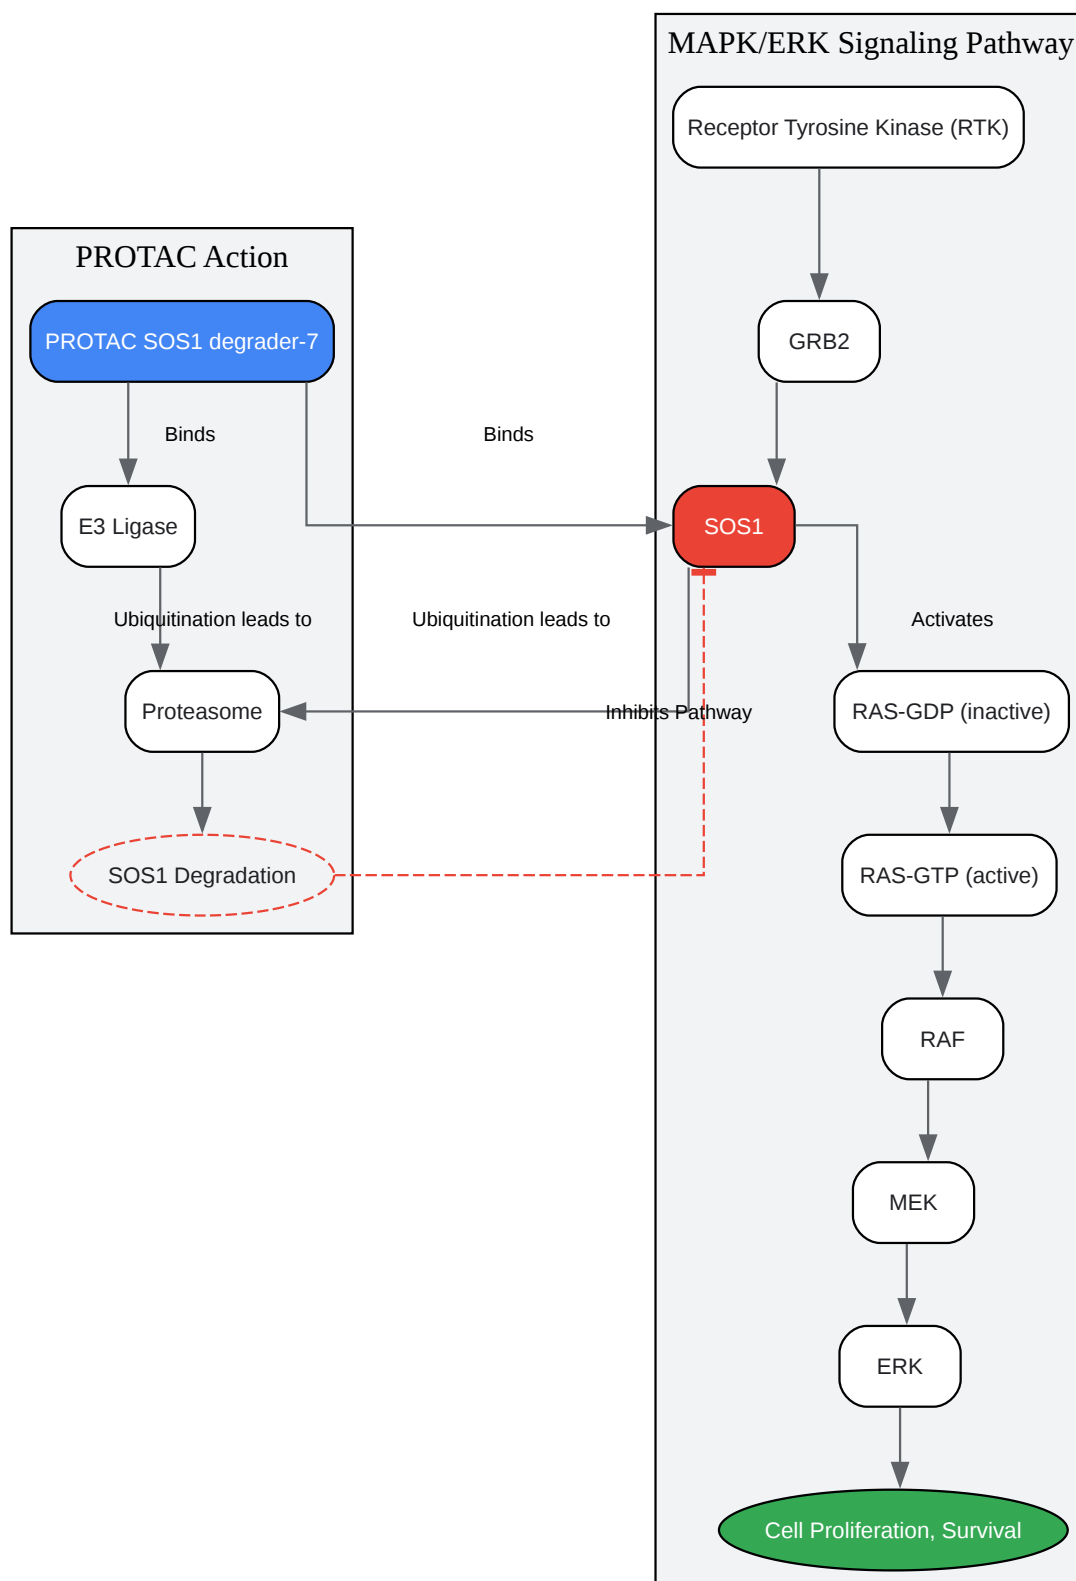 MAPK/ERK Signaling Pathway
Receptor Tyrosine Kinase (RTK)
PROTAC Action
PROTAC SOS1 degrader-7
GRB2
Binds
Binds
E3 Ligase
SOS1
Ubiquitination leads to
Ubiquitination leads to
Activates
Proteasome
Inhibits Pathway
RAS-GDP (inactive)
SOS1 Degradation
RAS-GTP (active)
RAF
MEK
ERK
Cell Proliferation, Survival